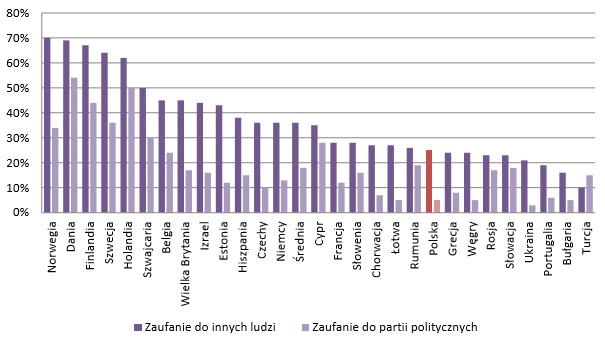 80%
70%
60%
50%
40%
30%
20%
10%
0%
Norwegia
Dania
Finlandia
Szwecja
Holandia
Szwajcaria
Belgia
Wielka Brytania
Izrael
Estonia
Hiszpania
Czechy
Niemcy
Średnia
Cypr
Francja
Słowenia
Chorwacja
Łotwa
Rumunia
Polska
Grecja
Węgry
Rosja
Słowacja
Ukraina
Portugalia
Bułgaria
Turcja
Zaufanie do innych ludzi
Zaufanie do partii politycznych